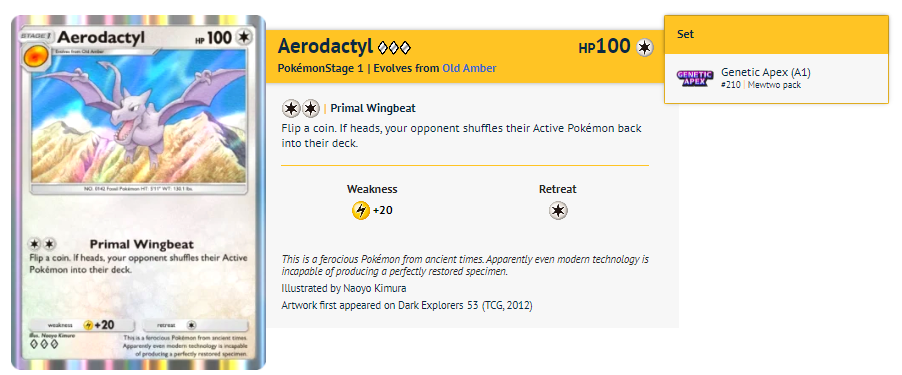 STAGE 1
Aerodactyl
HP 100
Evolves from Old Amber
NO. 0142 Fossil Pokémon HT: 5'11" WT: 130.1 lbs.
Primal Wingbeat
Flip a coin. If heads, your opponent shuffles their Active
Pokémon into their deck.
weakness +20 retreat
Illus. Naoyo Kimura
This is a ferocious Pokémon from ancient times.
Apparently even modern technology is incapable
of producing a perfectly restored specimen.
Aerodactyl
HP100
PokémonStage 1 | Evolves from Old Amber
Primal Wingbeat
Flip a coin. If heads, your opponent shuffles their Active Pokémon back
into their deck.
Weakness Retreat
+20
This is a ferocious Pokémon from ancient times. Apparently even modern technology is
incapable of producing a perfectly restored specimen.
Illustrated by Naoyo Kimura
Artwork first appeared on Dark Explorers 53 (TCG, 2012)
Set
GENETIC
APEX
Genetic Apex (A1)
#210 | Mewtwo pack